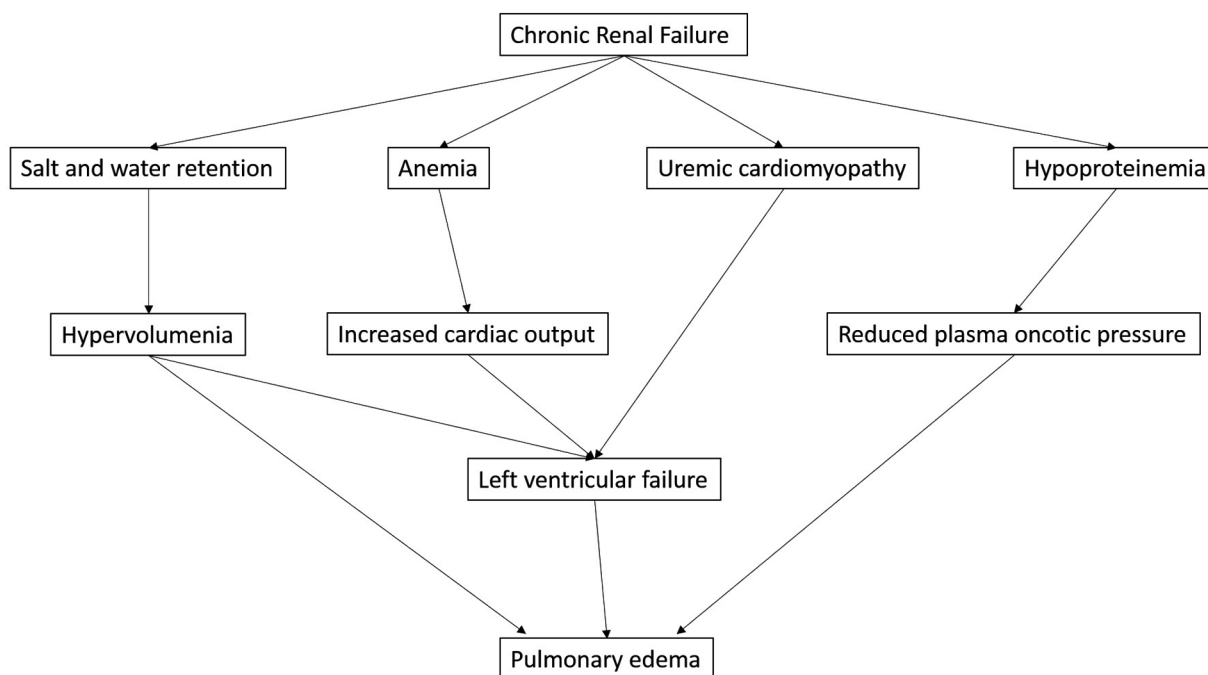 Chronic Renal Failure
Salt and water retention
Anemia
Uremic cardiomyopathy
Hypoproteinemia
Hypervolumenia
Increased cardiac output
Reduced plasma oncotic pressure
Left ventricular failure
Pulmonary edema